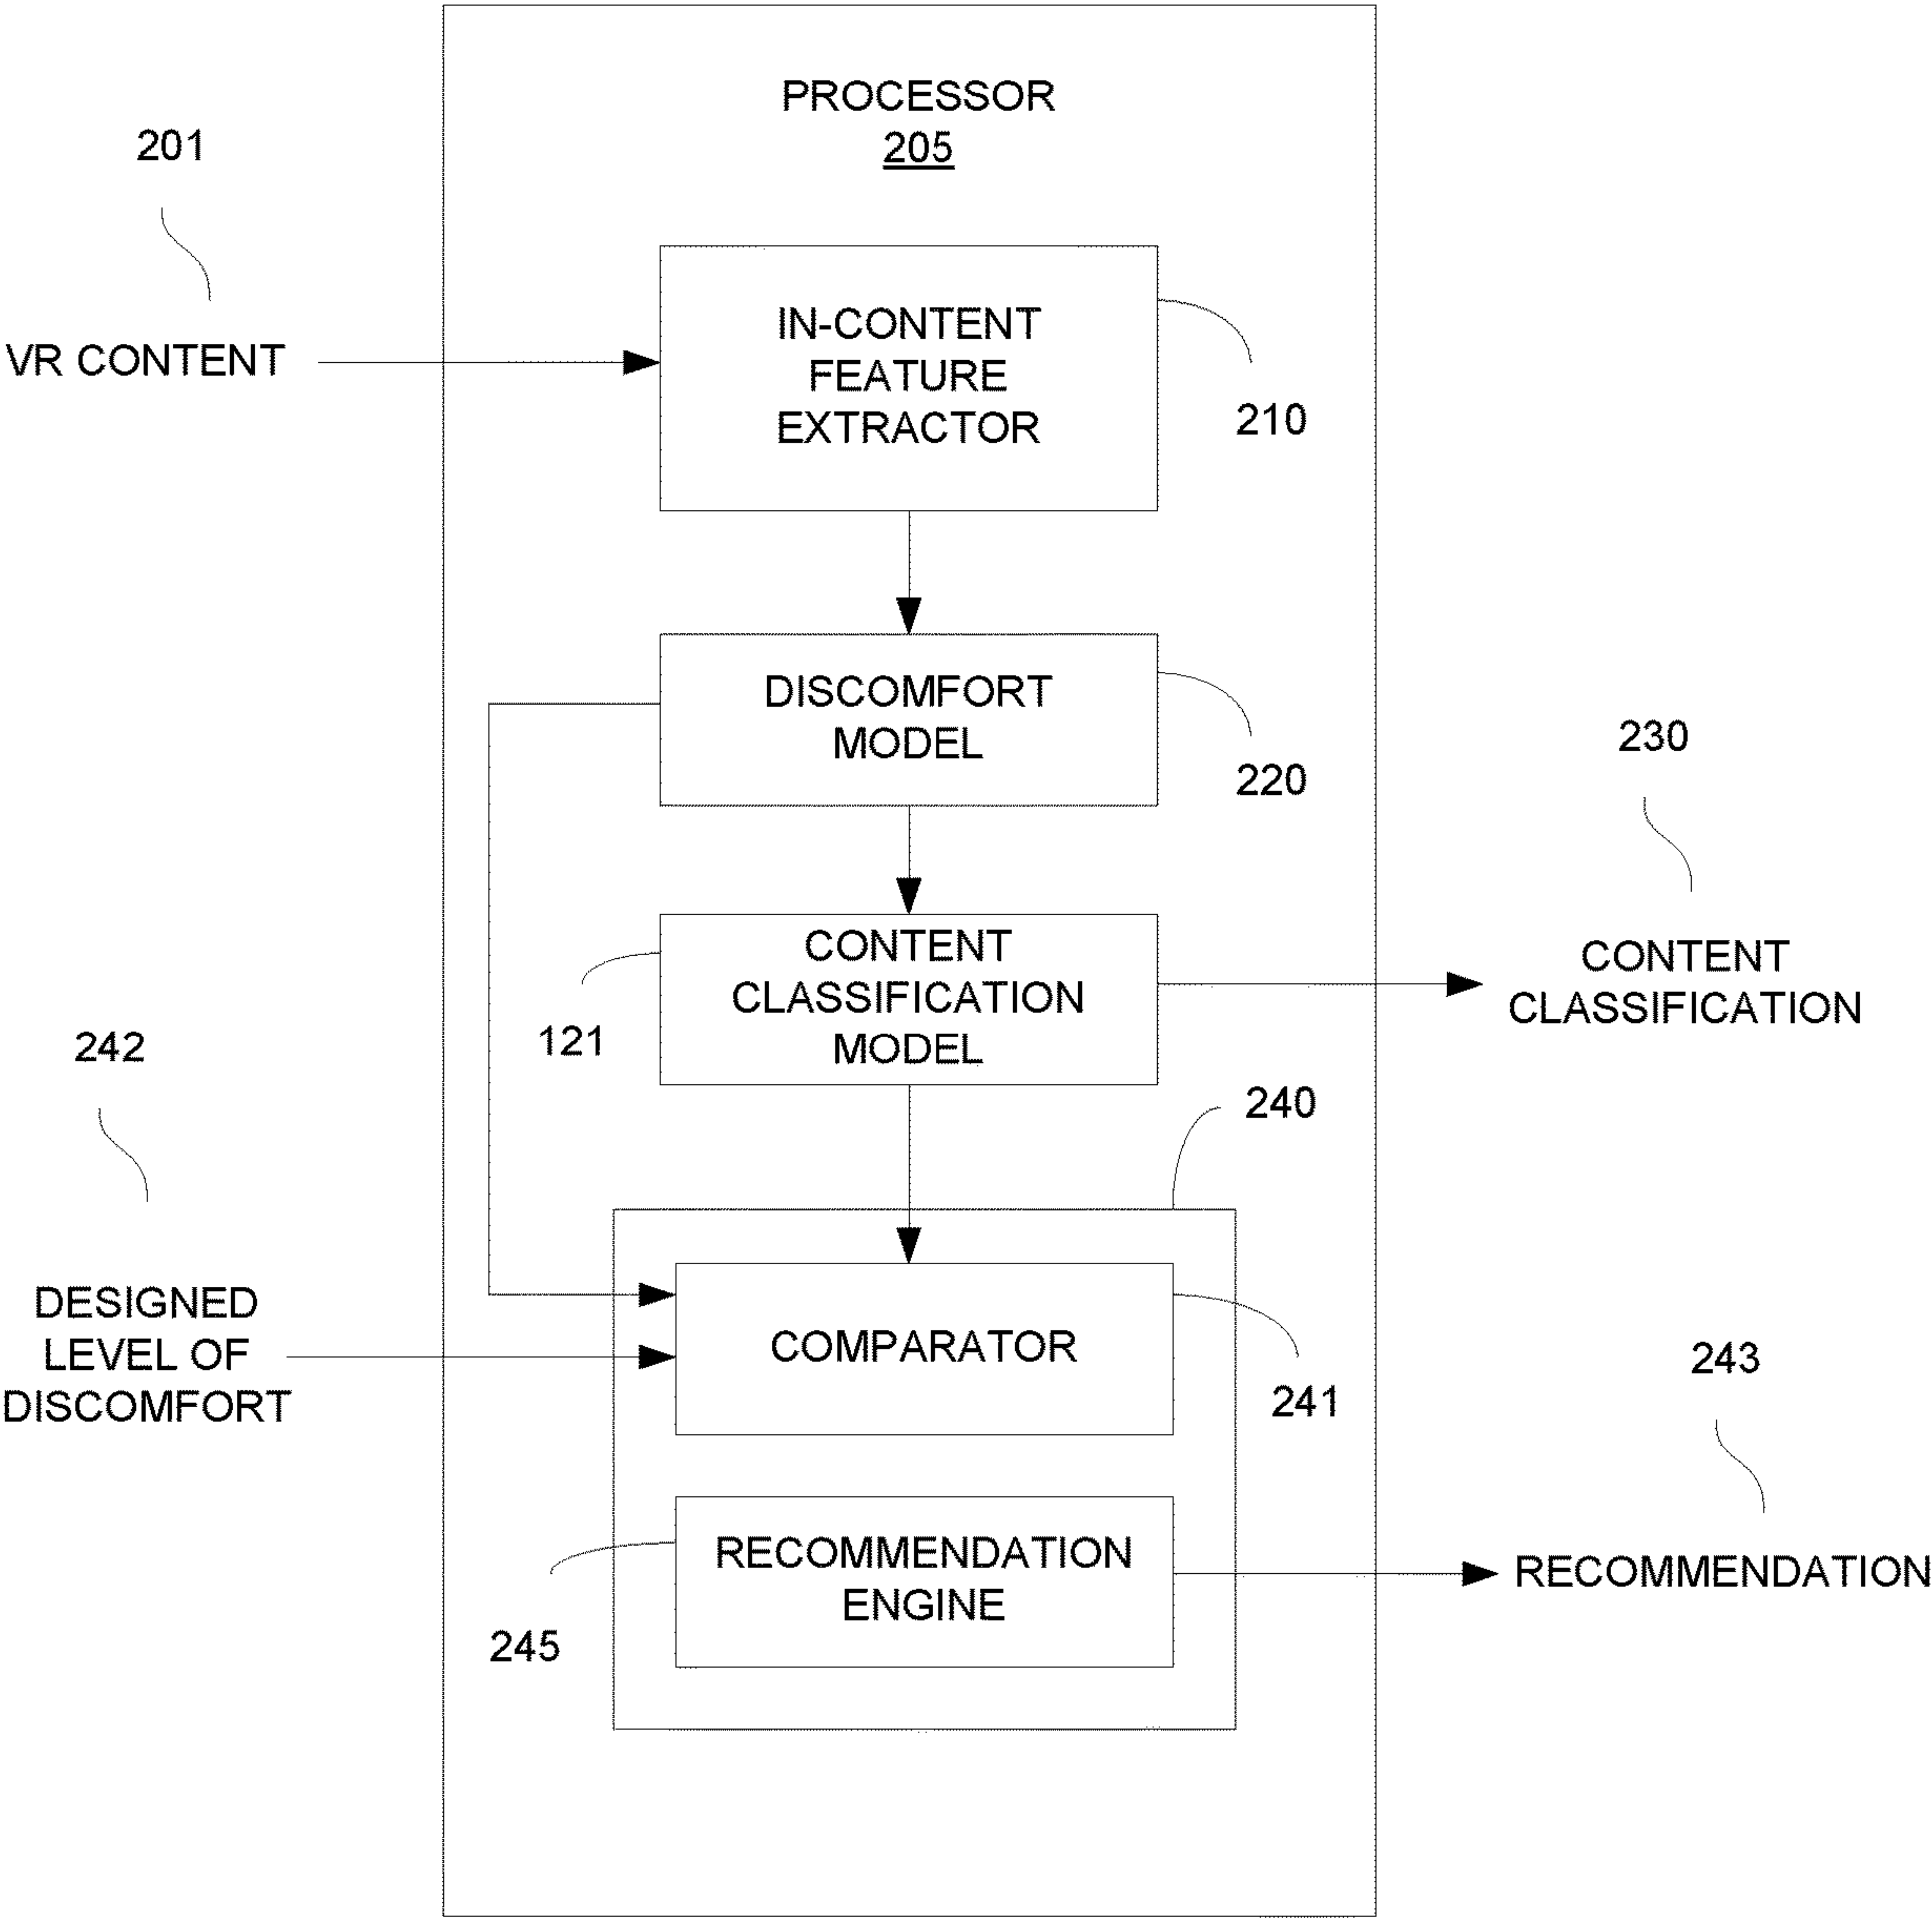 PROCESSOR
205
201
VR CONTENT
IN-CONTENT
FEATURE
EXTRACTOR
210
DISCOMFORT
MODEL
220
230
CONTENT
CLASSIFICATION
MODEL
121
CONTENT
CLASSIFICATION
242
240
DESIGNED
LEVEL OF
DISCOMFORT
COMPARATOR
241
243
RECOMMENDATION
ENGINE
245
RECOMMENDATION